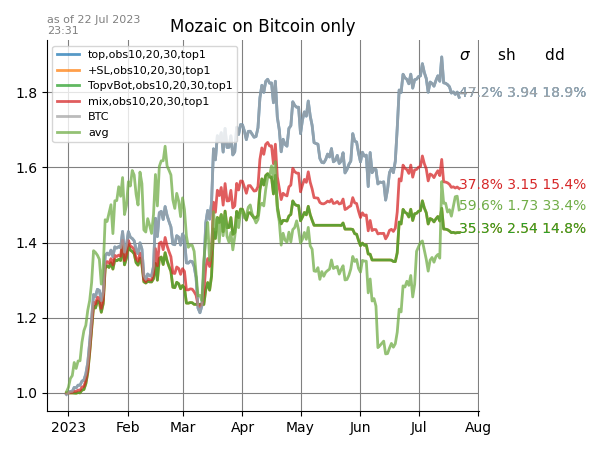 as of 22 Jul 2023
23:31
Mozaic on Bitcoin only
σ sh dd
top,obs10,20,30,top1
+SL,obs10,20,30,top1
TopvBot,obs10,20,30,top1
mix,obs10,20,30,top1
BTC
avg
47.2% 3.94 18.9%
37.8% 3.15 15.4%
59.6% 1.73 33.4%
35.3% 2.54 14.8%
1.8
1.6
1.4
1.2
1.0
2023 Feb Mar Apr May Jun Jul Aug